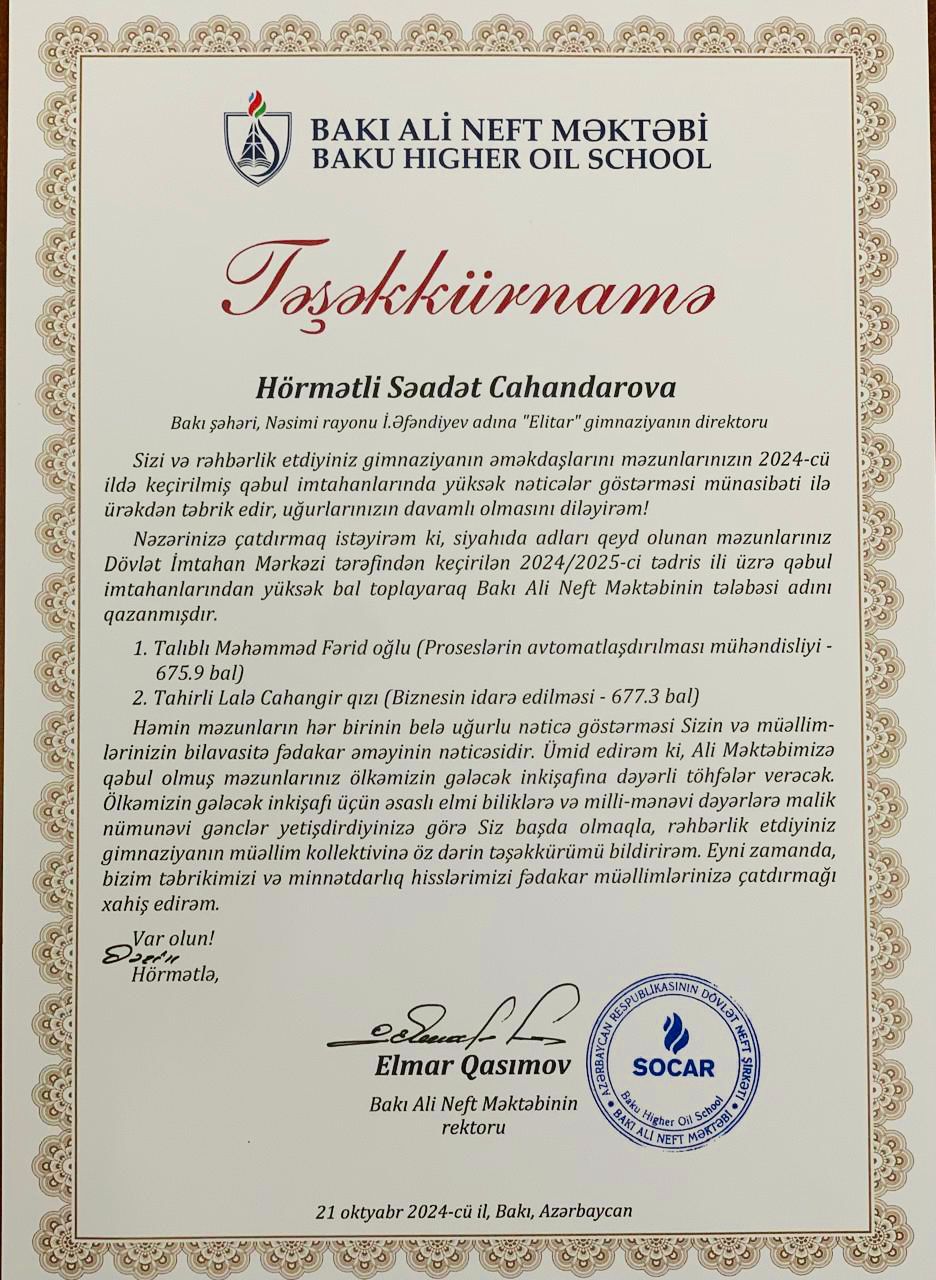 BAKI ALİ NEFT MƏKTƏBİ
BAKU HIGHER OIL SCHOOL
Təşəkkürnamə
Hörmətli Səadət Cahandarova
Bakı şəhəri, Nəsimi rayonu İ.Əfəndiyev adına "Elitar" gimnaziyanın direktoru
Sizi və rəhbərlik etdiyiniz gimnaziyanın əməkdaşlarını məzunlarınızın 2024-cü
ildə keçirilmiş qəbul imtahanlarında yüksək nəticələr göstərməsi münasibəti ilə
ürəkdən təbrik edir, uğurlarınızın davamlı olmasını diləyirəm!
Nəzərinizə çatdırmaq istəyirəm ki, siyahıda adları qeyd olunan məzunlarınız
Dövlət İmtahan Mərkəzi tərəfindən keçirilən 2024/2025-ci tədris ili üzrə qəbul
imtahanlarından yüksək bal toplayaraq Bakı Ali Neft Məktəbinin tələbəsi adını
qazanmışdır.
1. Talıblı Məhəmməd Fərid oğlu (Proseslərin avtomatlaşdırılması mühəndisliyi -
675.9 bal)
2. Tahirli Lalə Cahangir qızı (Biznesin idarə edilməsi - 677.3 bal)
Həmin məzunların hər birinin belə uğurlu nəticə göstərməsi Sizin və müəllim-
lərinizin bilavasitə fədakar əməyinin nəticəsidir. Ümid edirəm ki, Ali Məktəbimizə
qəbul olmuş məzunlarınız ölkəmizin gələcək inkişafına dəyərli töhfələr verəcək.
Ölkəmizin gələcək inkişafı üçün əsaslı elmi biliklərə və milli-mənəvi dəyərlərə malik
nümunəvi gənclər yetişdirdiyinizə görə Siz başda olmaqla, rəhbərlik etdiyiniz
gimnaziyanın müəllim kollektivinə öz dərin təşəkkürümü bildirirəm. Eyni zamanda,
bizim təbrikimizi və minnətdarlıq hisslərimizi fədakar müəllimlərinizə çatdırmağı
xahiş edirəm.
Var olun!
Dərin
Hörmətlə,
Elmar Qasımov
Bakı Ali Neft Məktəbinin
rektoru
AZƏRBAYCAN RESPUBLİKASININ DÖVLƏT NEFT ŞİRKƏTİ
SOCAR
Baku Higher Oil School
BAKI ALİ NEFT MƏKTƏBİ
21 oktyabr 2024-cü il, Bakı, Azərbaycan